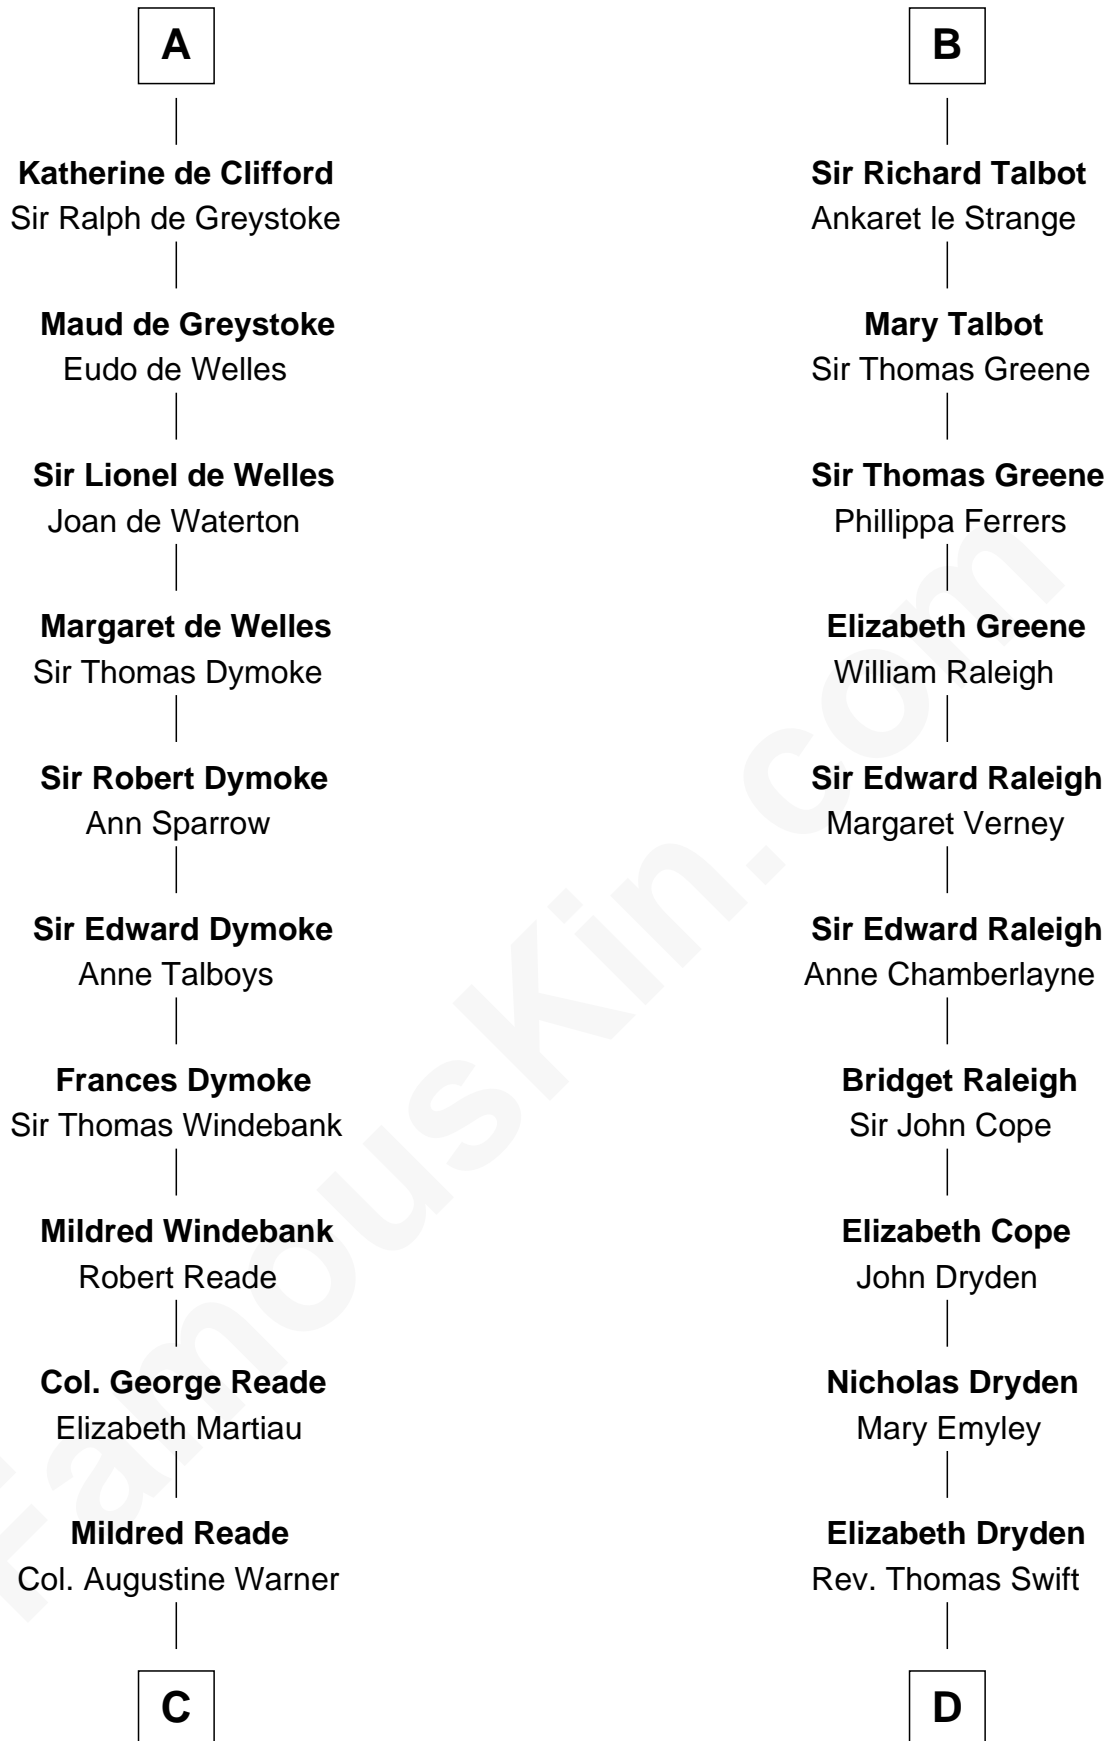 A
Katherine de Clifford
Sir Ralph de Greystoke
Maud de Greystoke
Eudo de Welles
Sir Lionel de Welles
Joan de Waterton
Margaret de Welles
Sir Thomas Dymoke
Sir Robert Dymoke
Ann Sparrow
Sir Edward Dymoke
Anne Talboys
Frances Dymoke
Sir Thomas Windebank
Mildred Windebank
Robert Reade
Col. George Reade
Elizabeth Martiau
Mildred Reade
Col. Augustine Warner
C
B
Sir Richard Talbot
Ankaret le Strange
Mary Talbot
Sir Thomas Greene
Sir Thomas Greene
Phillippa Ferrers
Elizabeth Greene
William Raleigh
Sir Edward Raleigh
Margaret Verney
Sir Edward Raleigh
Anne Chamberlayne
Bridget Raleigh
Sir John Cope
Elizabeth Cope
John Dryden
Nicholas Dryden
Mary Emyley
Elizabeth Dryden
Rev. Thomas Swift
D
FamousKin.com